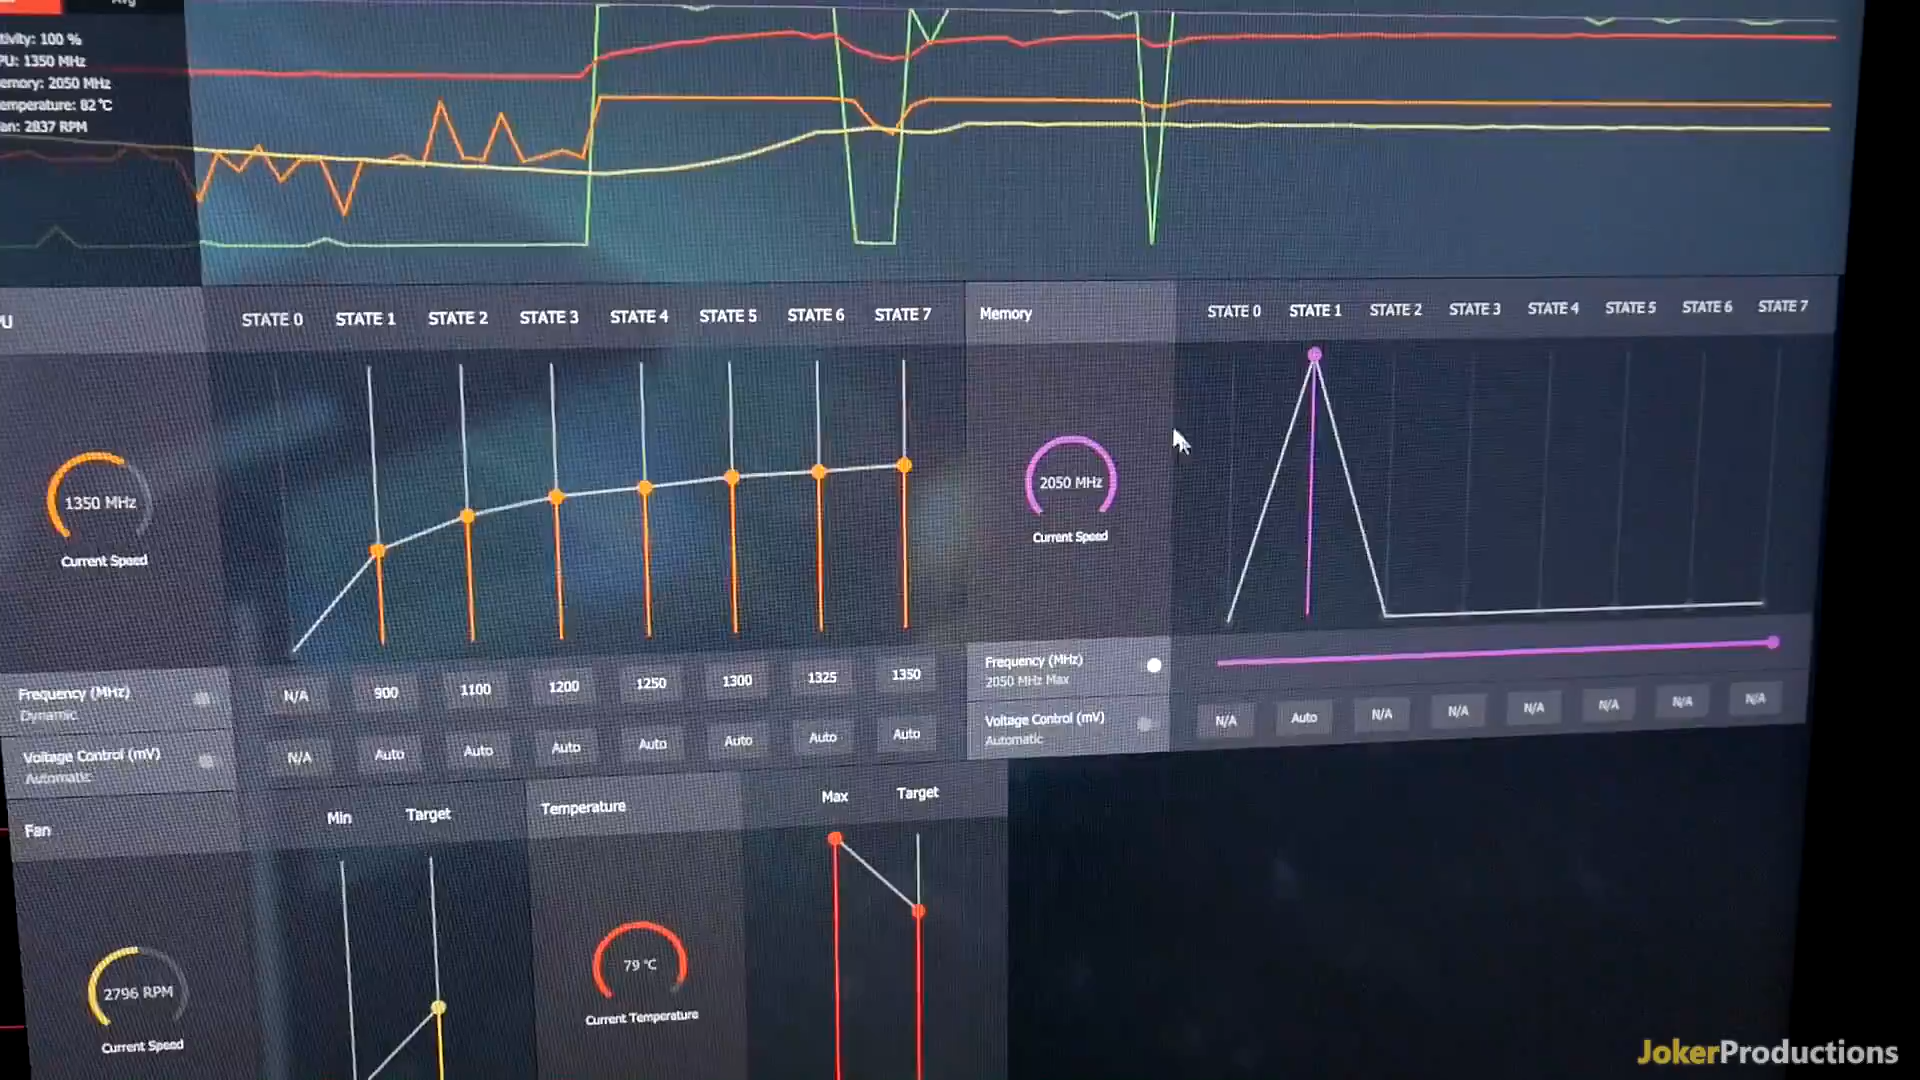 Avg
tivity: 100 %
PU: 1350 MHz
emory: 2050 MHz
emperature: 82 °C
an: 2837 RPM
U
STATE 0 STATE 1 STATE 2 STATE 3 STATE 4 STATE 5 STATE 6 STATE 7
1350 MHz
Current Speed
Frequency (MHz)
Dynamic
N/A 900 1100 1200 1250 1300 1325 1350
Voltage Control (mV)
Automatic
N/A Auto Auto Auto Auto Auto Auto Auto
Memory
STATE 0 STATE 1 STATE 2 STATE 3 STATE 4 STATE 5 STATE 6 STATE 7
2050 MHz
Current Speed
Frequency (MHz)
2050 MHz Max
Voltage Control (mV)
Automatic
N/A Auto N/A N/A N/A N/A N/A N/A
Fan
Min Target
2796 RPM
Current Speed
Temperature
Max Target
79 °C
Current Temperature
JokerProductions